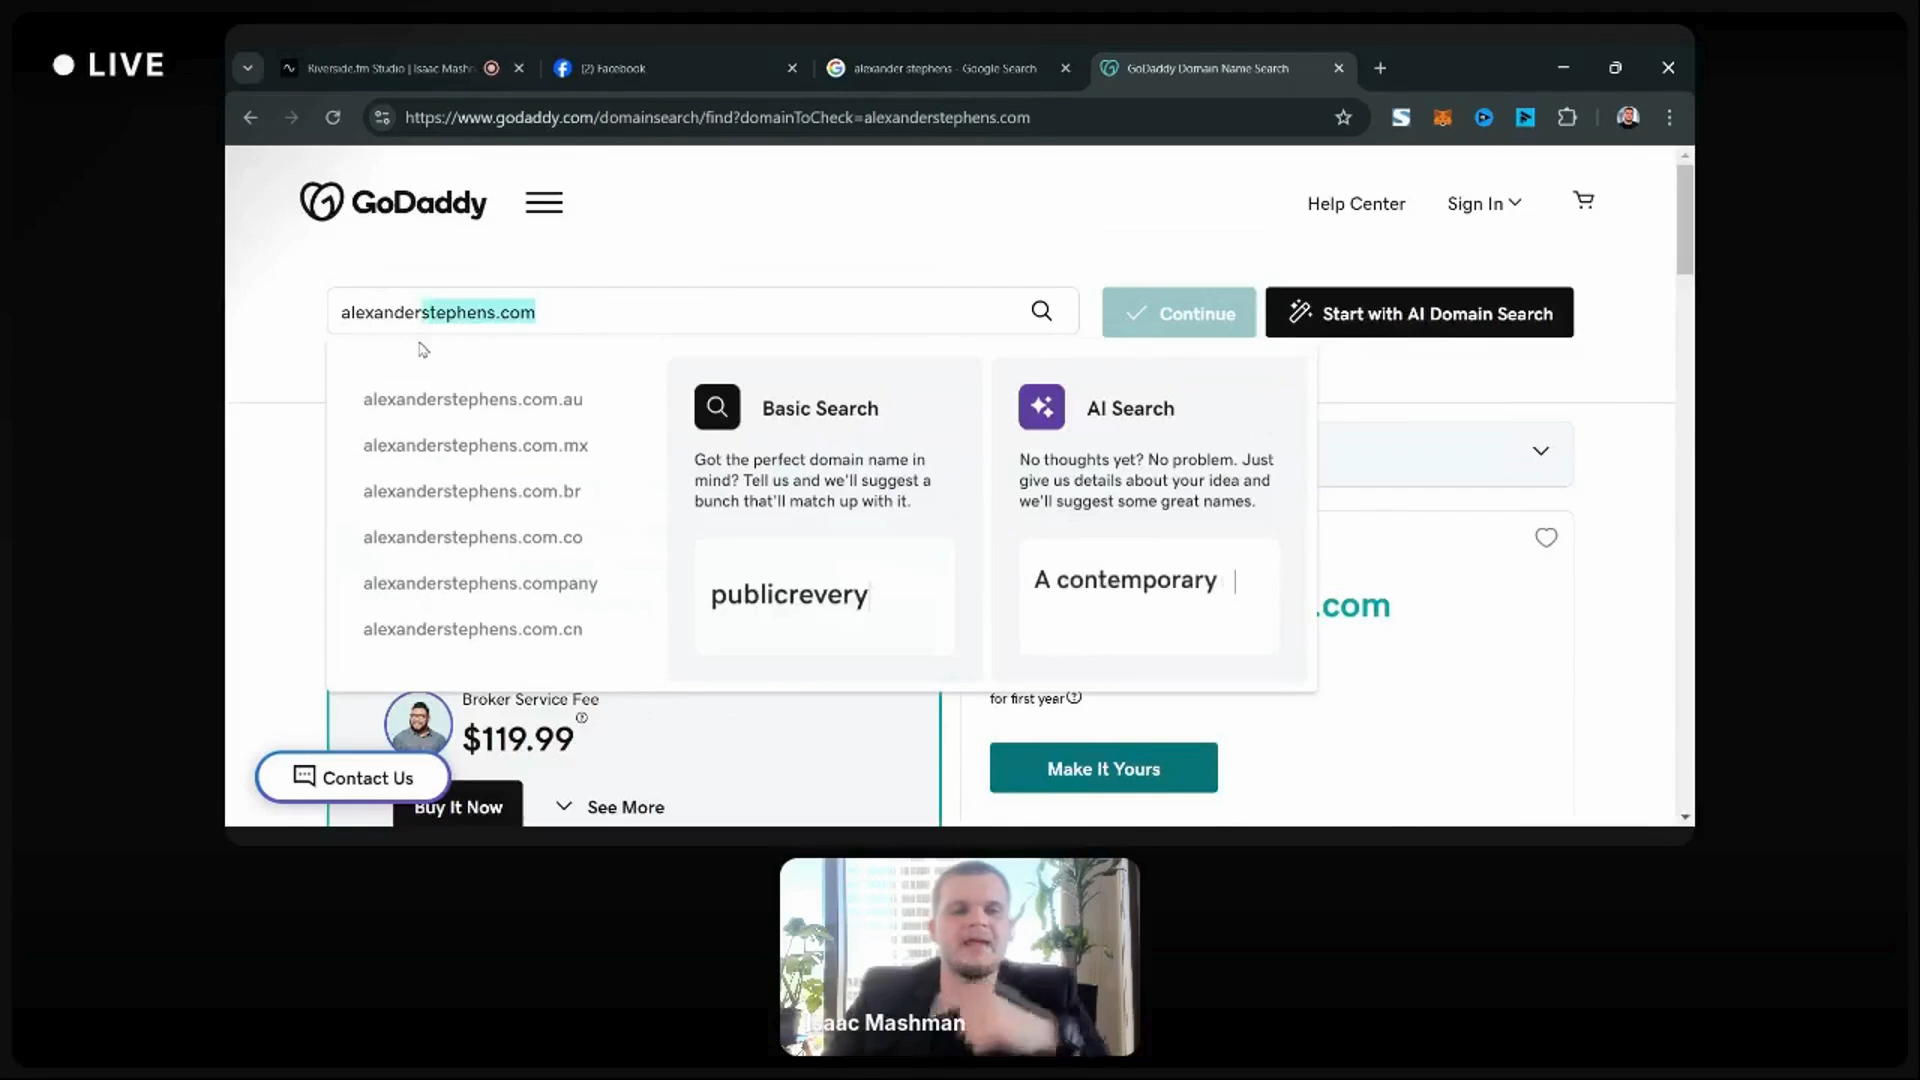 LIVE
Riverside.fm Studio | Isaac Mashm
(2) Facebook
alexander stephens - Google Search
GoDaddy Domain Name Search
https://www.godaddy.com/domainsearch/find?domainToCheck=alexanderstephens.com
GoDaddy
Help Center
Sign In
alexanderstephens.com
Continue
Start with AI Domain Search
alexanderstephens.com.au
alexanderstephens.com.mx
alexanderstephens.com.br
alexanderstephens.com.co
alexanderstephens.company
alexanderstephens.com.cn
Basic Search
Got the perfect domain name in
mind? Tell us and we'll suggest a
bunch that'll match up with it.
publicrevery
AI Search
No thoughts yet? No problem. Just
give us details about your idea and
we'll suggest some great names.
A contemporary
.com
Broker Service Fee
$119.99
for first year
Make It Yours
Contact Us
Buy It Now
See More
Isaac Mashman